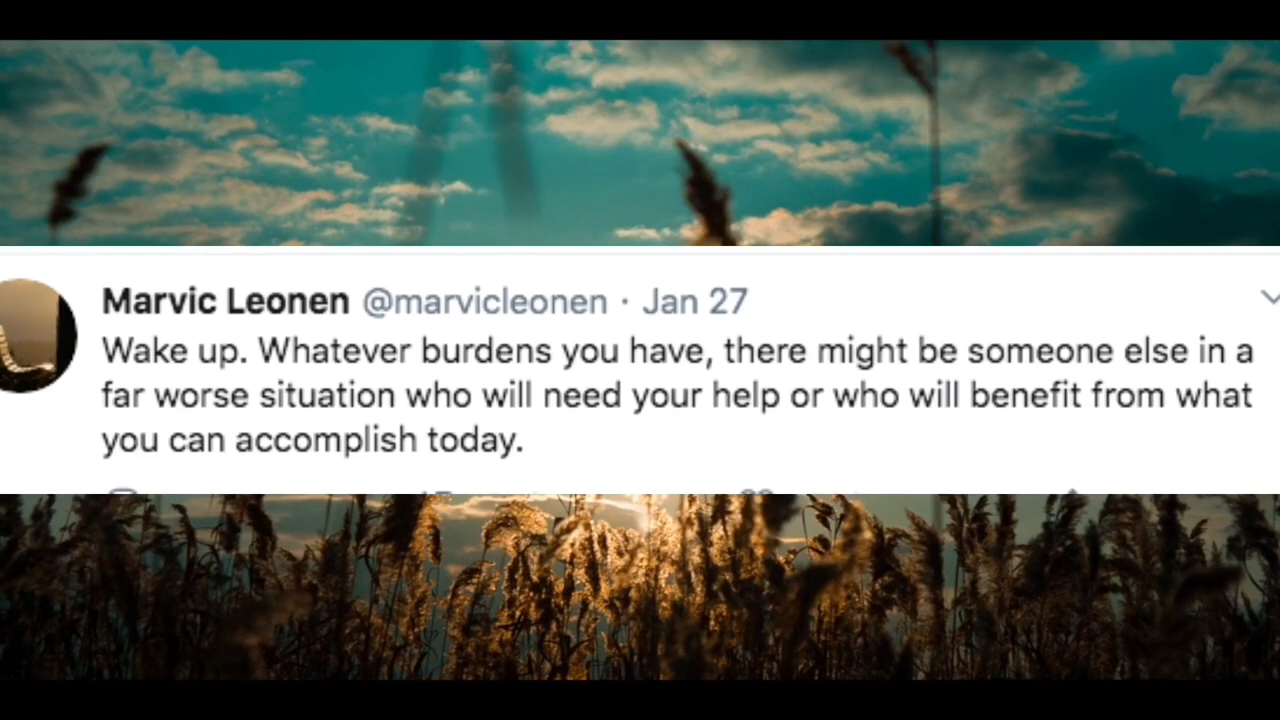 Marvic Leonen @marvicleonen · Jan 27
Wake up. Whatever burdens you have, there might be someone else in a
far worse situation who will need your help or who will benefit from what
you can accomplish today.